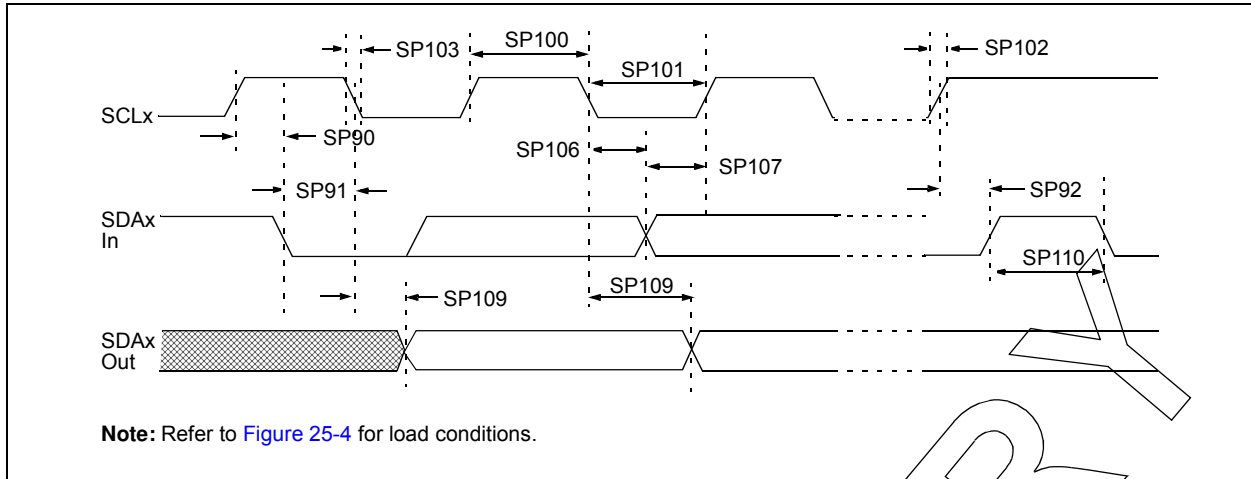 SP103
SP100
SP102
SP101
SCLx
SP90
SP106
SP107
SP91
SP92
SDAx
In
SP110
SP109
SP109
SDAx
Out
Note: Refer to Figure 25-4 for load conditions.
R
Y